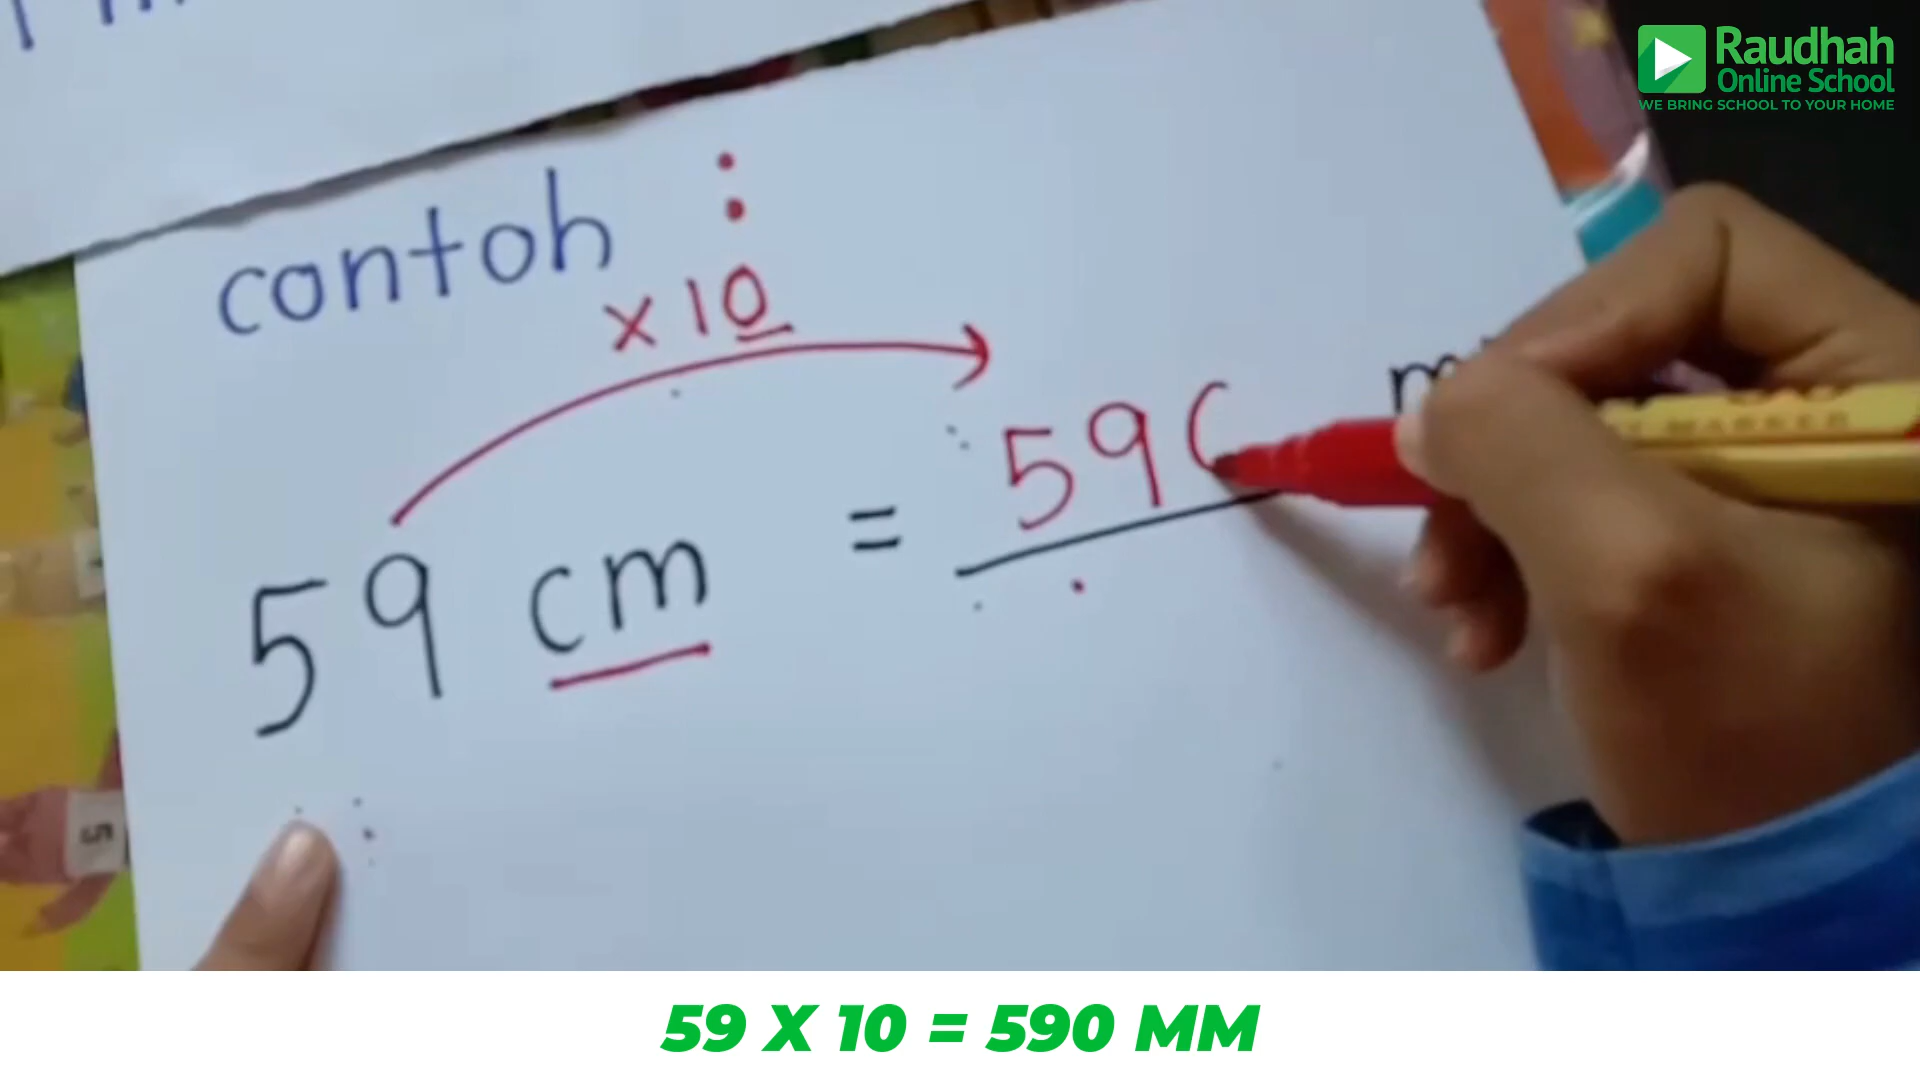 Raudhah
Online School
WE BRING SCHOOL TO YOUR HOME
contoh :
x 10
59 cm = 590
59 X 10 = 590 MM